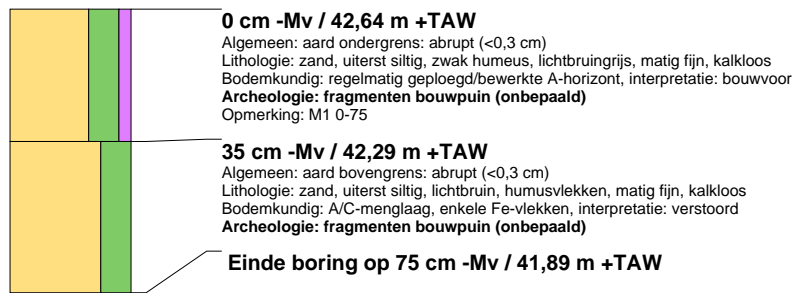 0 cm -Mv / 42,64 m +TAW
Algemeen: aard ondergrens: abrupt (<0,3 cm)
Lithologie: zand, uiterst siltig, zwak humeus, lichtbruingrijs, matig fijn, kalkloos
Bodemkundig: regelmatig geploegd/bewerkte A-horizont, interpretatie: bouwvoor
Archeologie: fragmenten bouwpuin (onbepaald)
Opmerking: M1 0-75
35 cm -Mv / 42,29 m +TAW
Algemeen: aard bovengrens: abrupt (<0,3 cm)
Lithologie: zand, uiterst siltig, lichtbruin, humusvlekken, matig fijn, kalkloos
Bodemkundig: A/C-menglaag, enkele Fe-vlekken, interpretatie: verstoord
Archeologie: fragmenten bouwpuin (onbepaald)
Einde boring op 75 cm -Mv / 41,89 m +TAW